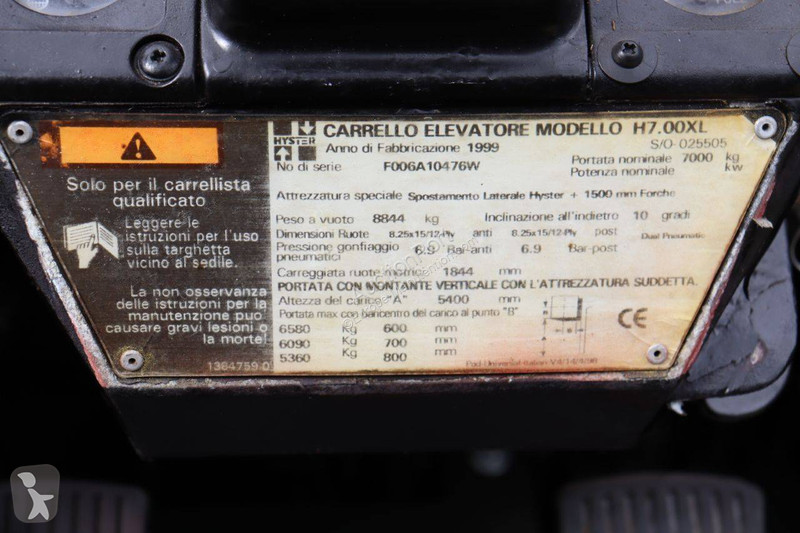 Solo per il carrellista
qualificato
Leggere le
istruzioni per l'uso
sulla targhetta
vicino al sedile.
La non osservanza
delle istruzioni per la
manutenzione può
causare gravi lesioni o
la morte!
1384759
HYSTER
CARRELLO ELEVATORE MODELLO H7.00XL
Anno di Fabbricazione 1999
S/O-025505
No di serie F006A10476W
Portata nominale 7000 kg
Potenza nominale kw
Attrezzatura speciale Spostamento Laterale Hyster + 1500 mm Forche
Peso a vuoto 8844 kg Inclinazione all'indietro 10 gradi
Dimensioni Ruote 8.25x15/12-Ply anti 8.25x15/12-Ply post Dual Pneumatic
Pressione gonfiaggio
pneumatici 6.9 Bar-anti 6.9 Bar-post
Carreggiata ruote motrici 1844 mm
PORTATA CON MONTANTE VERTICALE CON L'ATTREZZATURA SUDDETTA.
Altezza del carico "A" 5400 mm
Portata max con baricentro del carico al punto "B"
6580 Kg 600 mm
6090 Kg 700 mm
5360 Kg 800 mm
CE